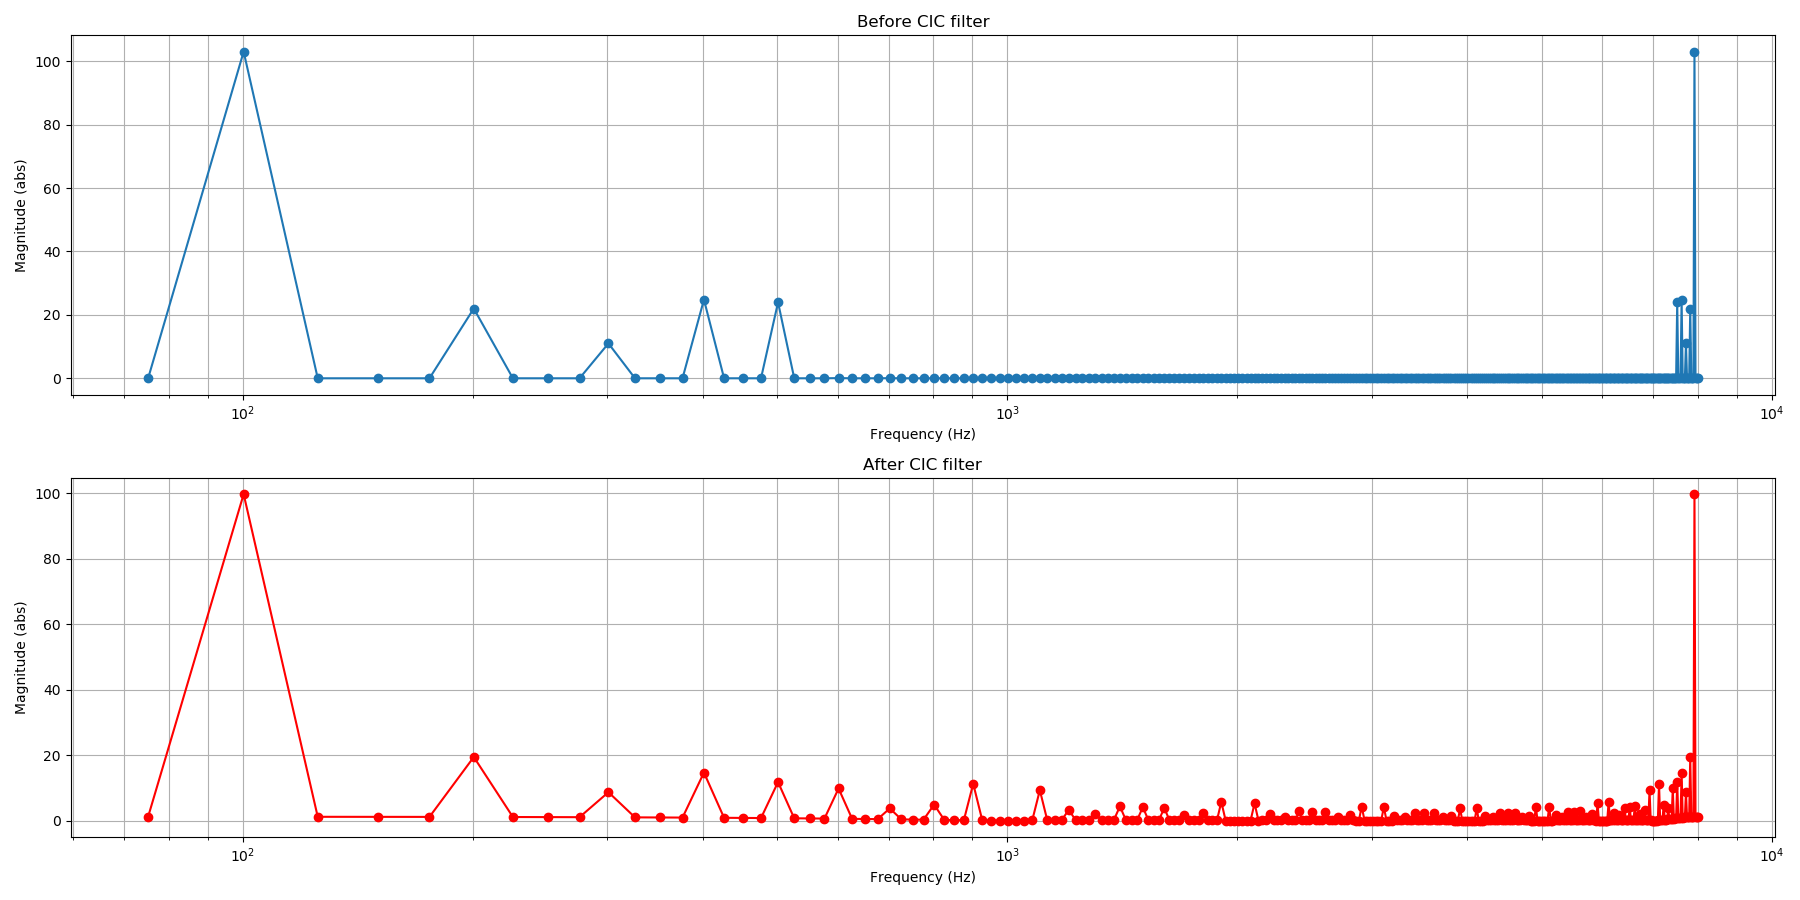 Before CIC filter
100
80
60
40
20
0
Magnitude (abs)
10² 10³ 10⁴
Frequency (Hz)
After CIC filter
100
80
60
40
20
0
Magnitude (abs)
10² 10³ 10⁴
Frequency (Hz)